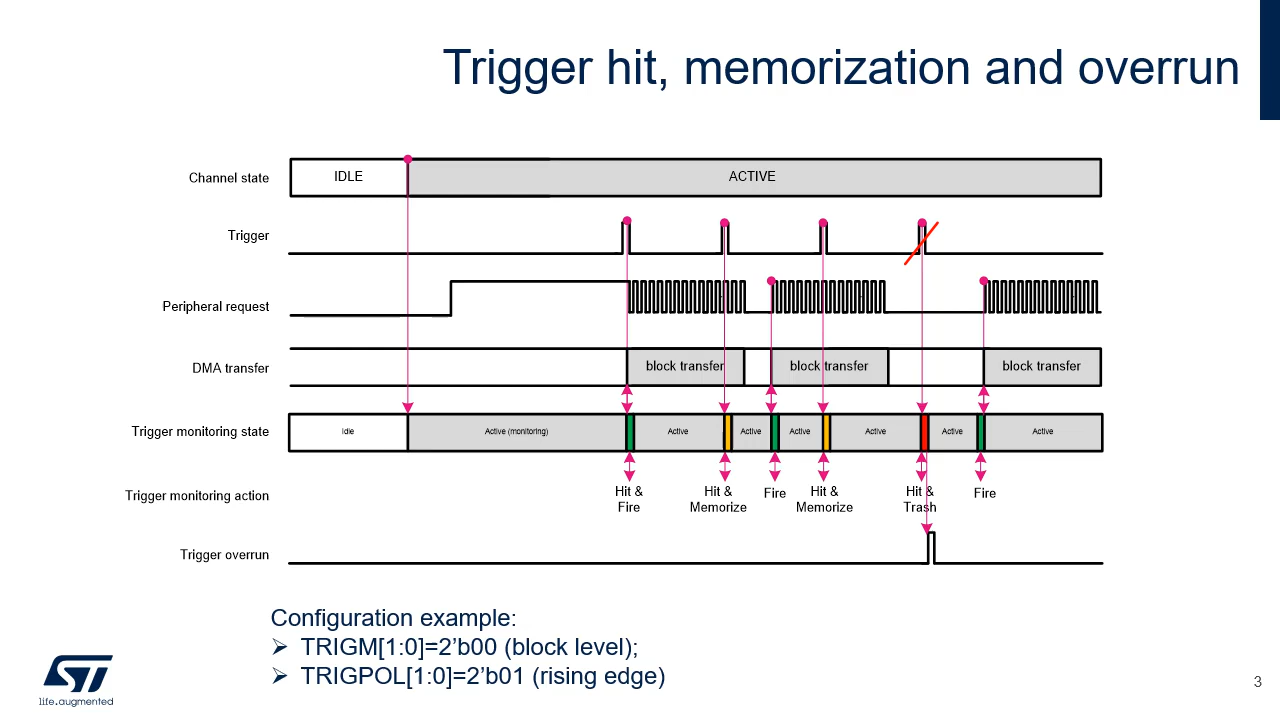 Trigger hit, memorization and overrun
Channel state
IDLE
ACTIVE
Trigger
Peripheral request
DMA transfer
block transfer
block transfer
block transfer
Trigger monitoring state
Idle
Active (monitoring)
Active
Active
Active
Active
Active
Active
Trigger monitoring action
Hit &
Fire
Hit &
Memorize
Fire
Hit &
Memorize
Hit &
Trash
Fire
Trigger overrun
Configuration example:
➢ TRIGM[1:0]=2’b00 (block level);
➢ TRIGPOL[1:0]=2’b01 (rising edge)
ST
life.augmented
3